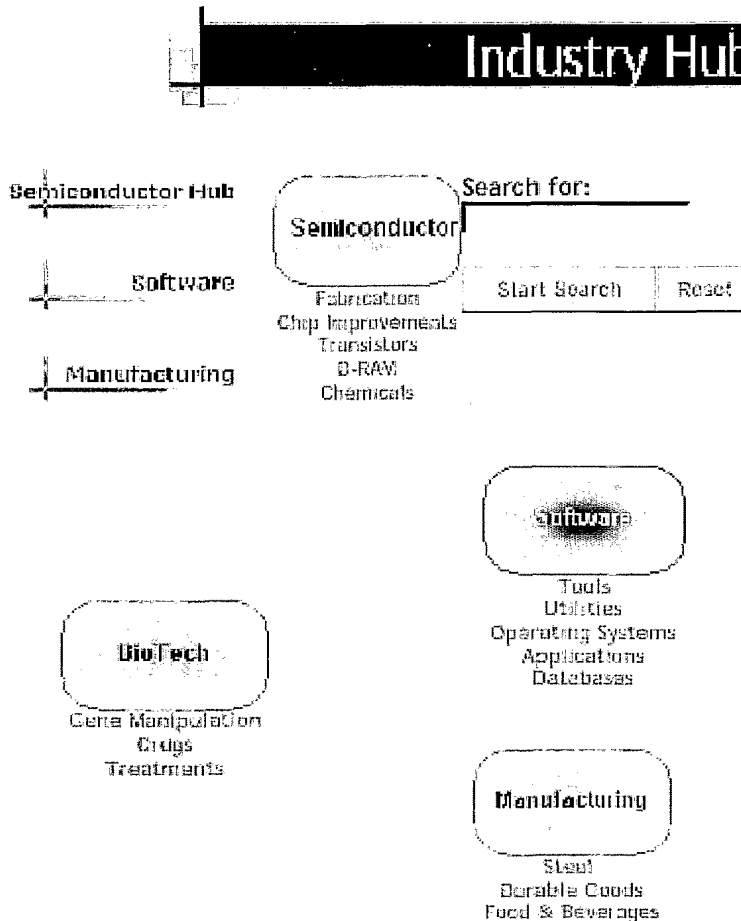 Industry Hub
Semiconductor Hub
Software
Manufacturing
Semiconductor
Fabrication
Chip Improvements
Transistors
D-RAM
Chemicals
Search for:
Start Search
Reset
Software
Tools
Utilities
Operating Systems
Applications
Databases
BioTech
Gene Manipulation
Drugs
Treatments
Manufacturing
Steel
Durable Goods
Food & Beverages